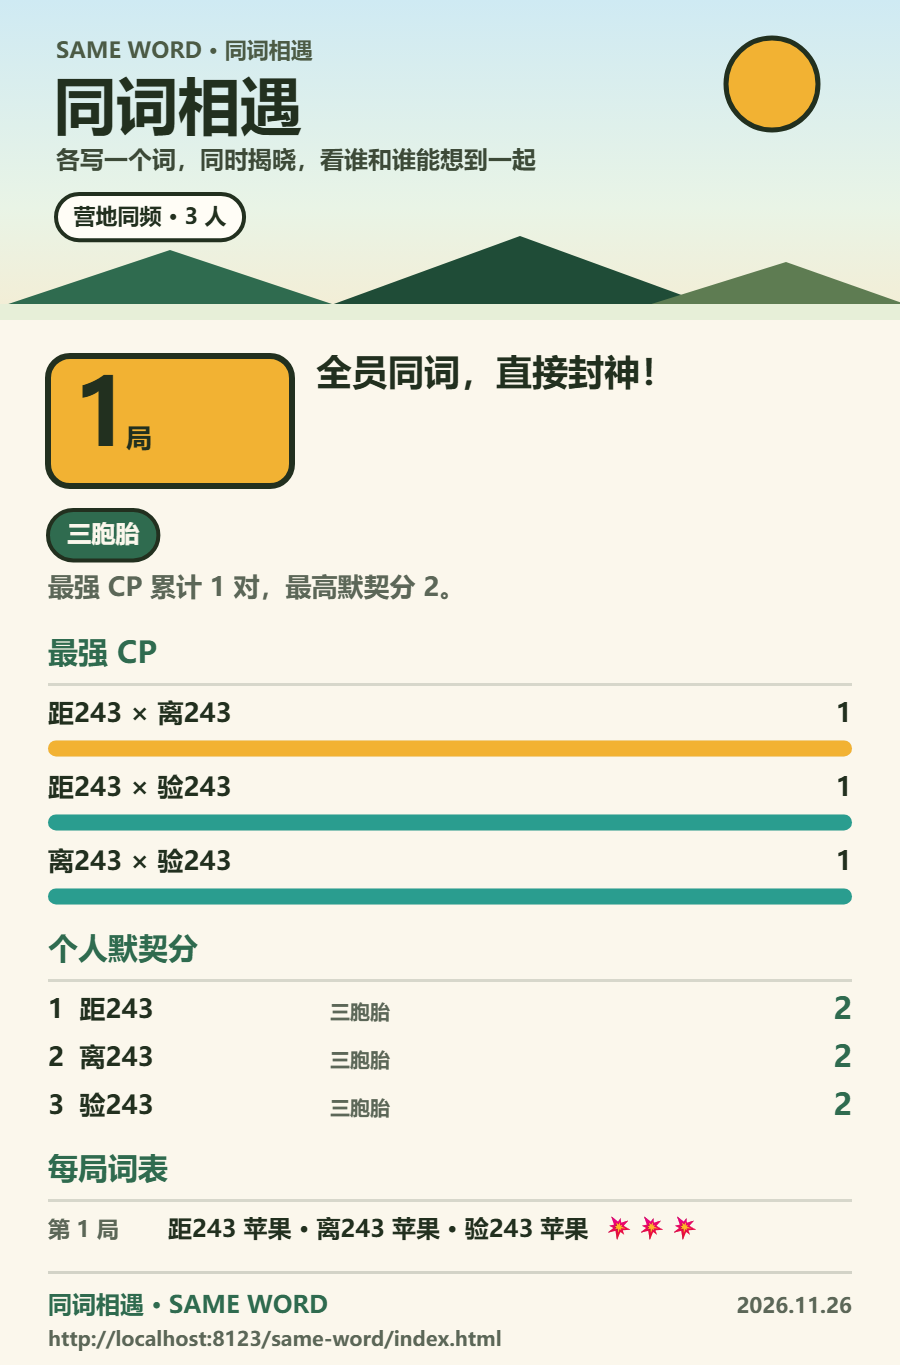 SAME WORD • 同词相遇
同词相遇
各写一个词，同时揭晓，看谁和谁能想到一起
营地同频 • 3 人
1局
全员同词，直接封神！
三胞胎
最强 CP 累计 1 对，最高默契分 2。
最强 CP
距243 × 离243 1
距243 × 验243 1
离243 × 验243 1
个人默契分
1 距243 三胞胎 2
2 离243 三胞胎 2
3 验243 三胞胎 2
每局词表
第 1 局 距243 苹果 • 离243 苹果 • 验243 苹果 💥 💥 💥
同词相遇 • SAME WORD 2026.11.26
http://localhost:8123/same-word/index.html